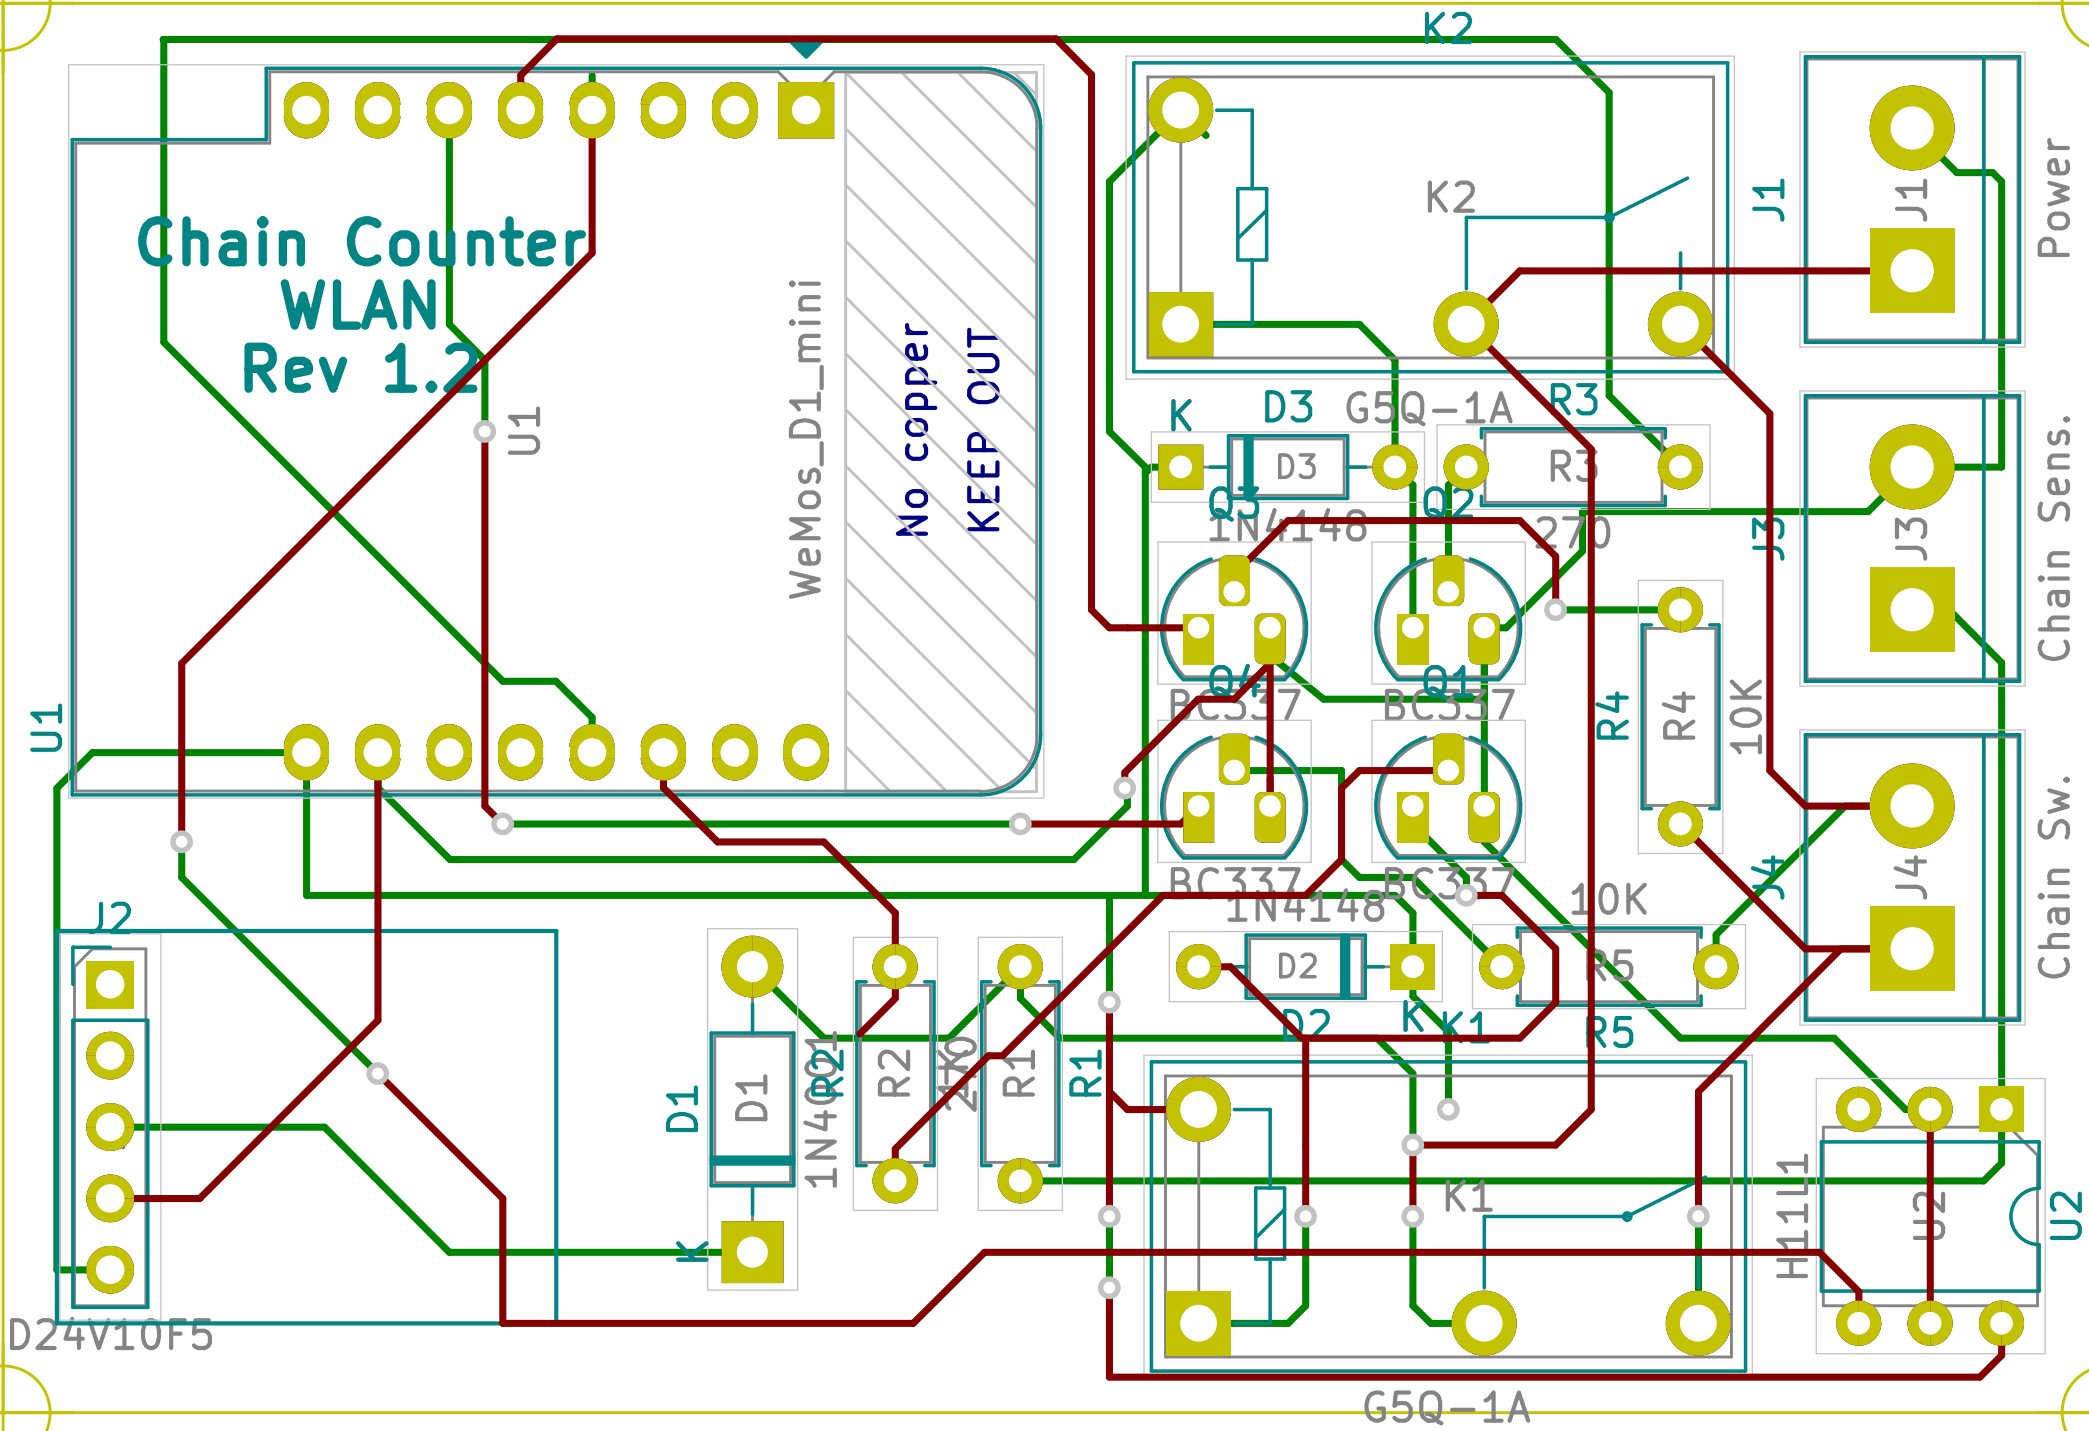 K2
K2
J1
J1
Power
Chain Counter
WLAN
Rev 1.2
U1
WeMos_D1_mini
No copper
KEEP OUT
K
D3
D3
G5Q-1A
R3
R3
Q3
Q2
1N4148
270
J3
J3
Chain Sens.
U1
Q4
Q1
BC337
BC337
R4
R4
10K
BC337
BC337
1N4148
10K
J4
J4
Chain Sw.
J2
D2
D2
K
K1
R5
R5
D1
D1
1N4001
R2
R2
R1
R1
K
K1
H11L1
U2
U2
D24V10F5
G5Q-1A